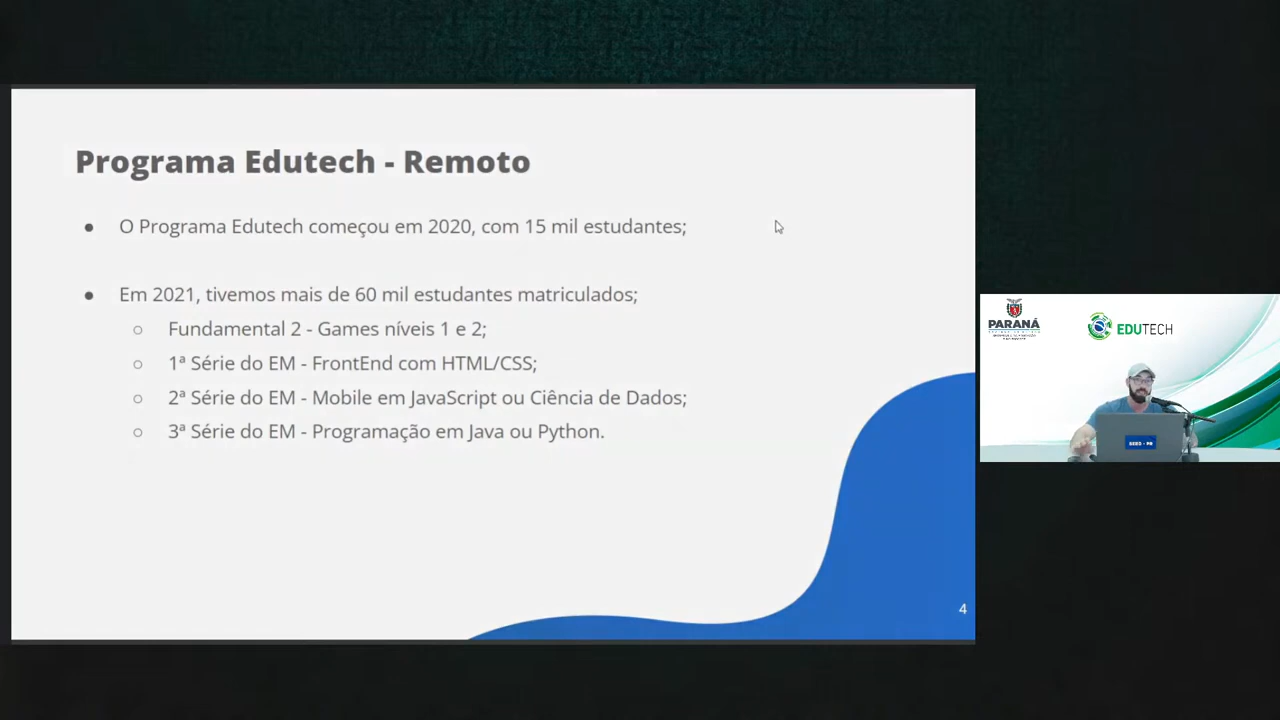 Programa Edutech - Remoto
● O Programa Edutech começou em 2020, com 15 mil estudantes;
● Em 2021, tivemos mais de 60 mil estudantes matriculados;
○ Fundamental 2 - Games níveis 1 e 2;
○ 1ª Série do EM - FrontEnd com HTML/CSS;
○ 2ª Série do EM - Mobile em JavaScript ou Ciência de Dados;
○ 3ª Série do EM - Programação em Java ou Python.
4
PARANÁ
EDUTECH
SEED - PR